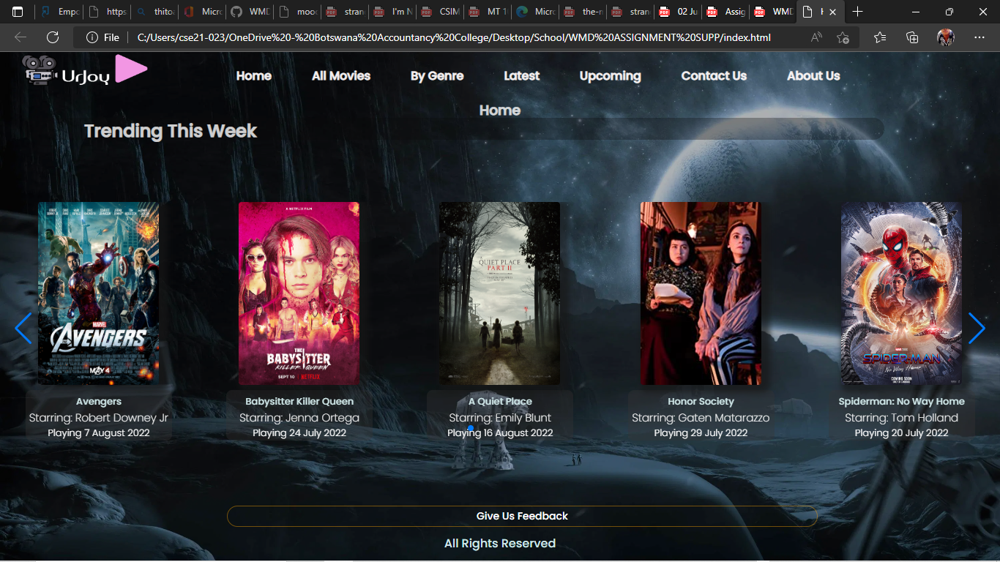 Empc
https
thito
Micro
WMD
mooc
stran
I'm N
CSIM
MT 1
Micro
the-n
stran
02 Ju
Assig
WMD
File
C:/Users/cse21-023/OneDrive%20-%20Botswana%20Accountancy%20College/Desktop/School/WMD%20ASSIGNMENT%20SUPP/index.html
UrJoy
Home All Movies By Genre Latest Upcoming Contact Us About Us
Home
Trending This Week
MARVEL
AVENGERS
MAY 4
A NETFLIX FILM
THE
BABYSITTER
KILLER QUEEN
SEPT 10 NETFLIX
A QUIET PLACE
PART II
SPIDER-MAN
No Way Home
COMING SOON
Avengers
Starring: Robert Downey Jr
Playing 7 August 2022
Babysitter Killer Queen
Starring: Jenna Ortega
Playing 24 July 2022
A Quiet Place
Starring: Emily Blunt
Playing 16 August 2022
Honor Society
Starring: Gaten Matarazzo
Playing 29 July 2022
Spiderman: No Way Home
Starring: Tom Holland
Playing 20 July 2022
Give Us Feedback
All Rights Reserved